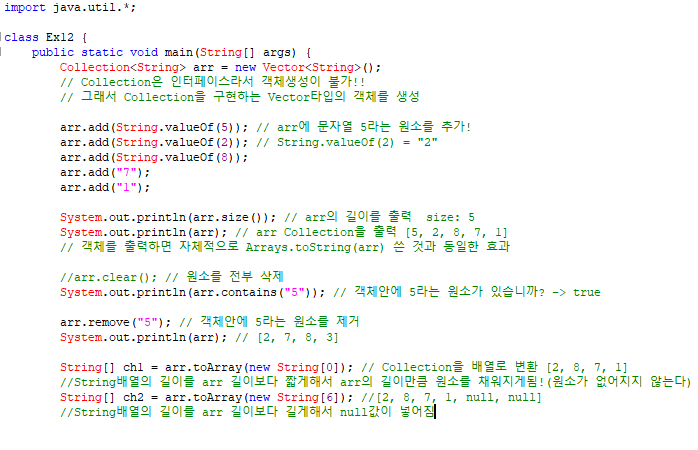 import java.util.*;
class Ex12 {
public static void main(String[] args) {
Collection<String> arr = new Vector<String>();
// Collection은 인터페이스라서 객체생성이 불가!!
// 그래서 Collection을 구현하는 Vector타입의 객체를 생성
arr.add(String.valueOf(5)); // arr에 문자열 5라는 원소를 추가!
arr.add(String.valueOf(2)); // String.valueOf(2) = "2"
arr.add(String.valueOf(8));
arr.add("7");
arr.add("1");
System.out.println(arr.size()); // arr의 길이를 출력 size: 5
System.out.println(arr); // arr Collection을 출력 [5, 2, 8, 7, 1]
// 객체를 출력하면 자체적으로 Arrays.toString(arr) 쓴 것과 동일한 효과
//arr.clear(); // 원소를 전부 삭제
System.out.println(arr.contains("5")); // 객체안에 5라는 원소가 있습니까? -> true
arr.remove("5"); // 객체안에 5라는 원소를 제거
System.out.println(arr); // [2, 7, 8, 3]
String[] ch1 = arr.toArray(new String[0]); // Collection을 배열로 변환 [2, 8, 7, 1]
//String배열의 길이를 arr 길이보다 짧게해서 arr의 길이만큼 원소를 채워지게됨!(원소가 없어지지 않는다)
String[] ch2 = arr.toArray(new String[6]); //[2, 8, 7, 1, null, null]
//String배열의 길이를 arr 길이보다 길게해서 null값이 넣어짐